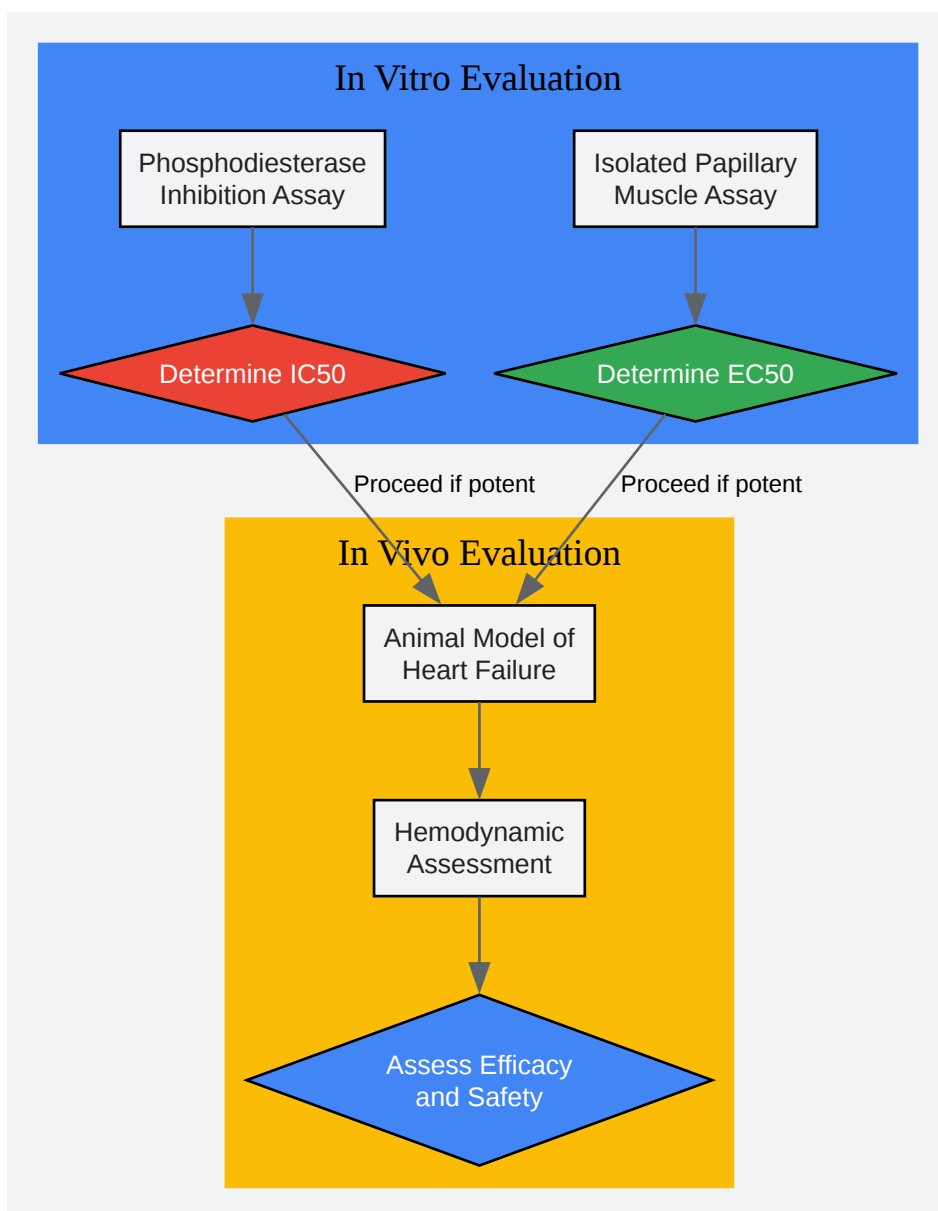 In Vitro Evaluation
Phosphodiesterase
Inhibition Assay
Isolated Papillary
Muscle Assay
Determine IC50
Determine EC50
Proceed if potent
Proceed if potent
In Vivo Evaluation
Animal Model of
Heart Failure
Hemodynamic
Assessment
Assess Efficacy
and Safety